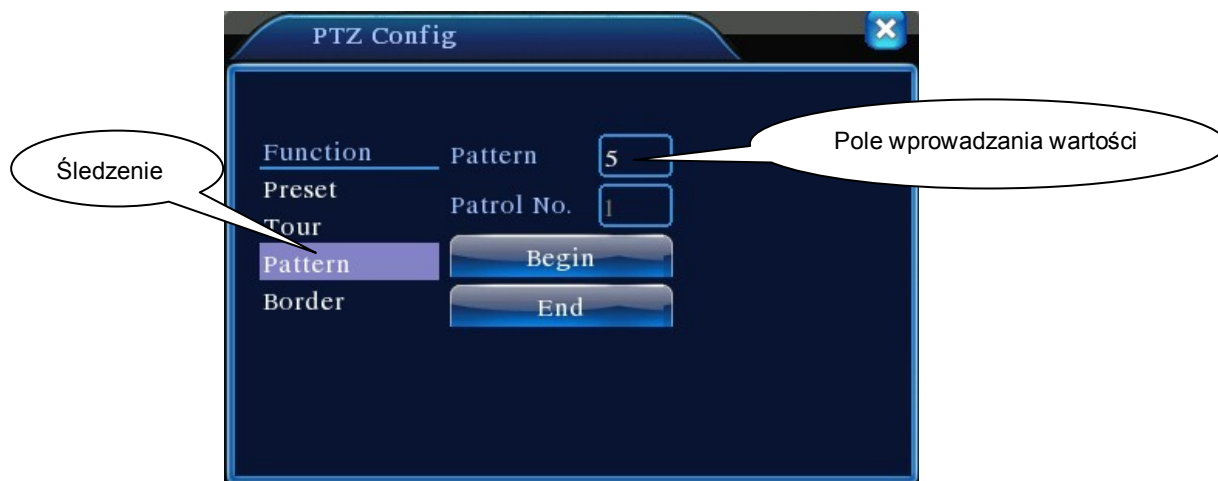 PTZ Config
Function
Preset
Tour
Pattern
Border
Pattern 5
Patrol No. 1
Begin
End
Śledzenie
Pole wprowadzania wartości